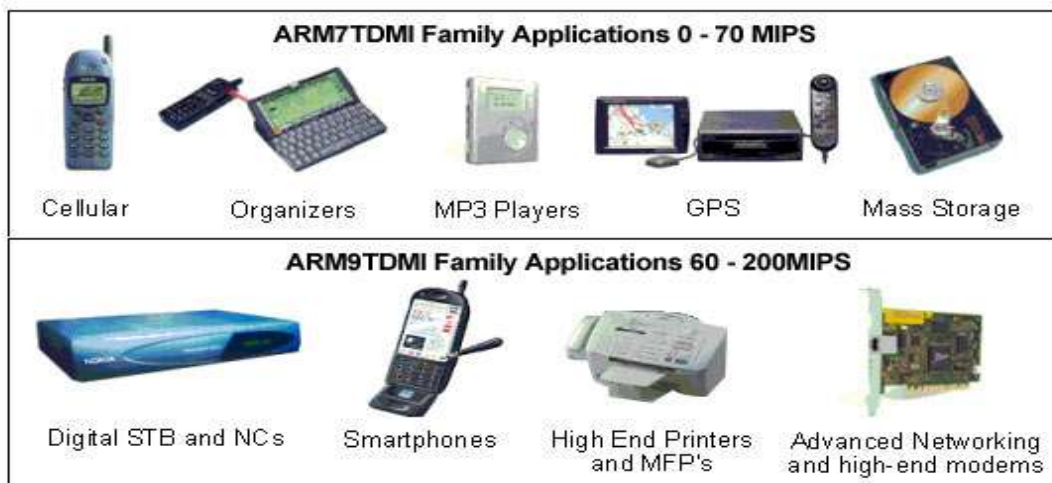 ARM7TDMI Family Applications 0 - 70 MIPS
Cellular
Organizers
MP3 Players
GPS
Mass Storage
ARM9TDMI Family Applications 60 - 200MIPS
NOKIA
Digital STB and NCs
Smartphones
High End Printers
and MFP's
Advanced Networking
and high-end modems